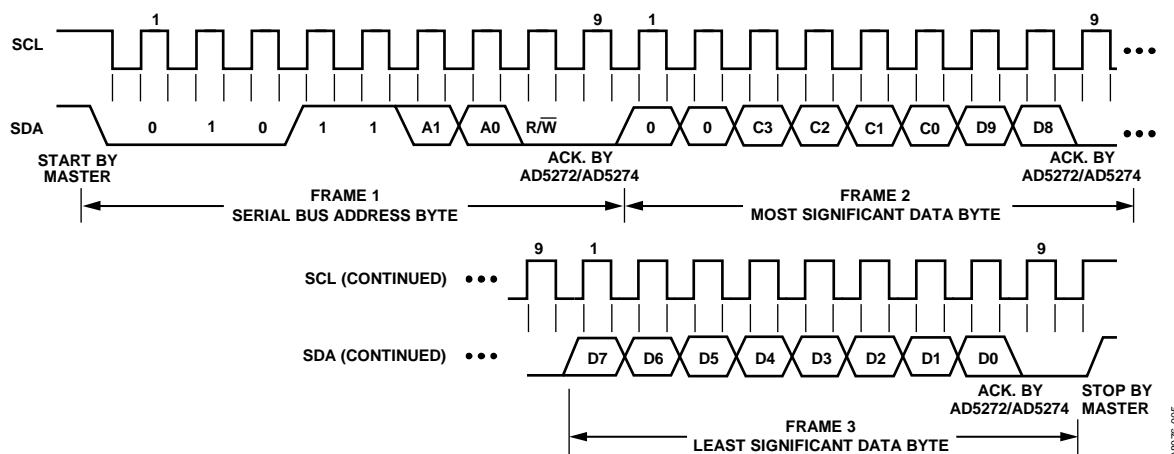 1 9 1 9
SCL
SDA 0 1 0 1 1 A1 A0 R/W̅ 0 0 C3 C2 C1 C0 D9 D8
START BY MASTER
ACK. BY AD5272/AD5274
ACK. BY AD5272/AD5274
FRAME 1
SERIAL BUS ADDRESS BYTE
FRAME 2
MOST SIGNIFICANT DATA BYTE
9 1 9
SCL (CONTINUED)
SDA (CONTINUED) D7 D6 D5 D4 D3 D2 D1 D0
ACK. BY AD5272/AD5274
STOP BY MASTER
FRAME 3
LEAST SIGNIFICANT DATA BYTE